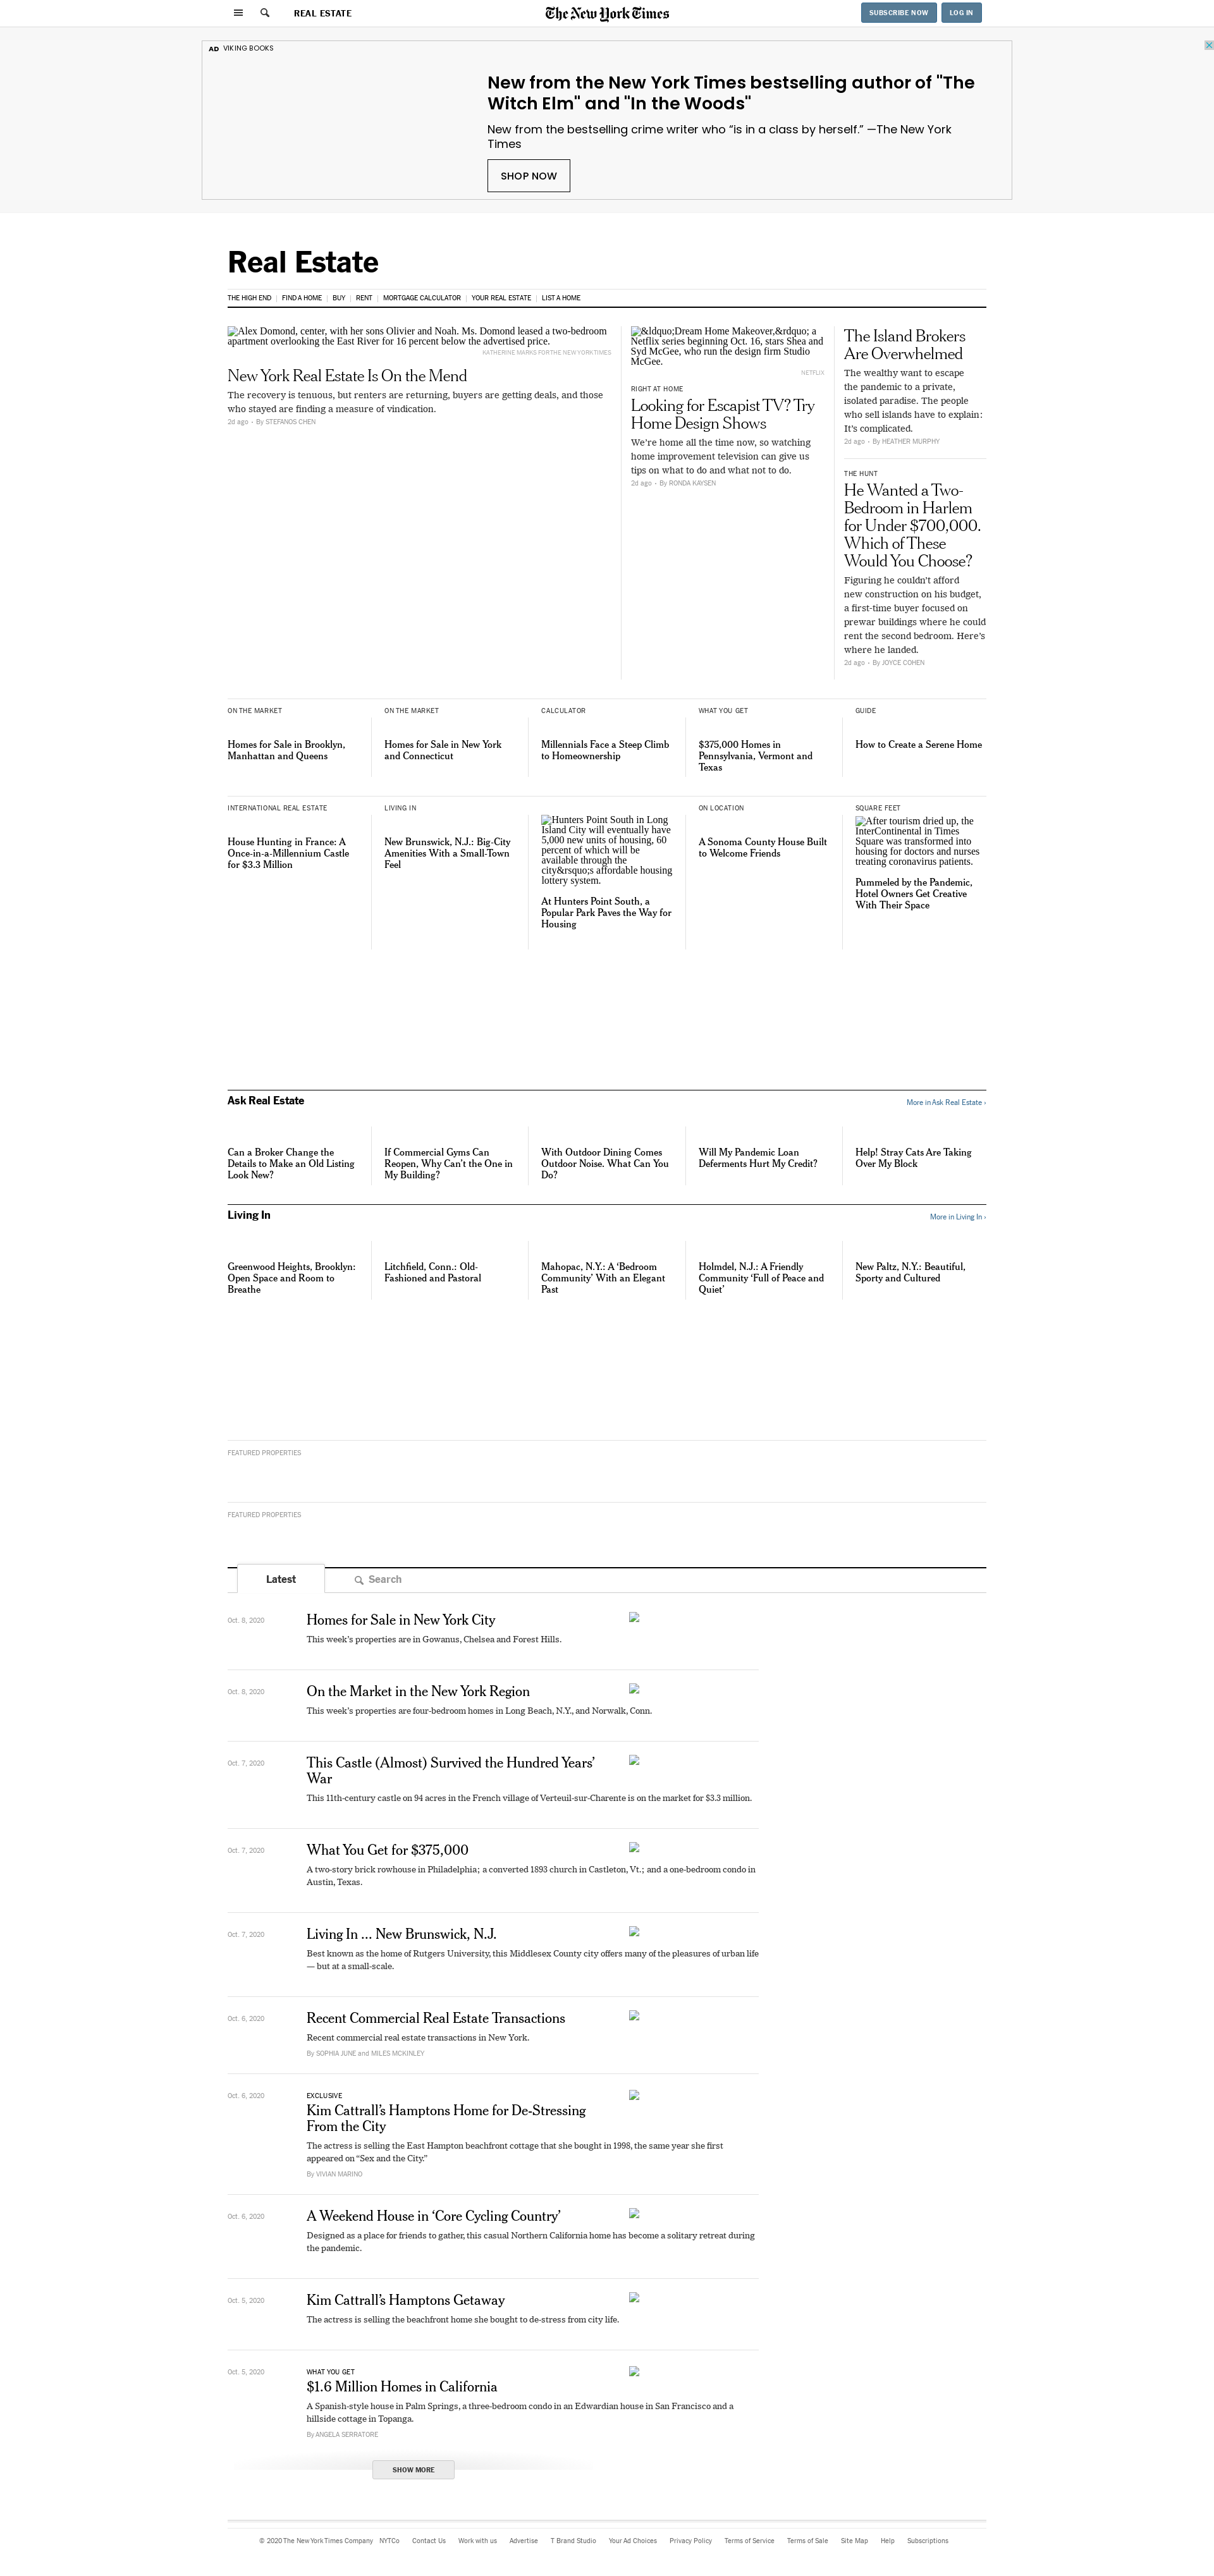 REAL ESTATE
The New York Times
SUBSCRIBE NOW
LOG IN
AD VIKING BOOKS
New from the New York Times bestselling author of "The
Witch Elm" and "In the Woods"
New from the bestselling crime writer who “is in a class by herself.” —The New York
Times
SHOP NOW
Real Estate
THE HIGH END
FIND A HOME
BUY
RENT
MORTGAGE CALCULATOR
YOUR REAL ESTATE
LIST A HOME
Alex Domond, center, with her sons Olivier and Noah. Ms. Domond leased a two-bedroom
apartment overlooking the East River for 16 percent below the advertised price.
KATHERINE MARKS FOR THE NEW YORK TIMES
New York Real Estate Is On the Mend
The recovery is tenuous, but renters are returning, buyers are getting deals, and those
who stayed are finding a measure of vindication.
2d ago • By STEFANOS CHEN
&ldquo;Dream Home Makeover,&rdquo; a
Netflix series beginning Oct. 16, stars Shea and
Syd McGee, who run the design firm Studio
McGee.
NETFLIX
RIGHT AT HOME
Looking for Escapist TV? Try
Home Design Shows
We’re home all the time now, so watching
home improvement television can give us
tips on what to do and what not to do.
2d ago • By RONDA KAYSEN
The Island Brokers
Are Overwhelmed
The wealthy want to escape
the pandemic to a private,
isolated paradise. The people
who sell islands have to explain:
It’s complicated.
2d ago • By HEATHER MURPHY
THE HUNT
He Wanted a Two-
Bedroom in Harlem
for Under $700,000.
Which of These
Would You Choose?
Figuring he couldn’t afford
new construction on his budget,
a first-time buyer focused on
prewar buildings where he could
rent the second bedroom. Here’s
where he landed.
2d ago • By JOYCE COHEN
ON THE MARKET
Homes for Sale in Brooklyn,
Manhattan and Queens
ON THE MARKET
Homes for Sale in New York
and Connecticut
CALCULATOR
Millennials Face a Steep Climb
to Homeownership
WHAT YOU GET
$375,000 Homes in
Pennsylvania, Vermont and
Texas
GUIDE
How to Create a Serene Home
INTERNATIONAL REAL ESTATE
House Hunting in France: A
Once-in-a-Millennium Castle
for $3.3 Million
LIVING IN
New Brunswick, N.J.: Big-City
Amenities With a Small-Town
Feel
Hunters Point South in Long
Island City will eventually have
5,000 new units of housing, 60
percent of which will be
available through the
city&rsquo;s affordable housing
lottery system.
At Hunters Point South, a
Popular Park Paves the Way for
Housing
ON LOCATION
A Sonoma County House Built
to Welcome Friends
SQUARE FEET
After tourism dried up, the
InterContinental in Times
Square was transformed into
housing for doctors and nurses
treating coronavirus patients.
Pummeled by the Pandemic,
Hotel Owners Get Creative
With Their Space
Ask Real Estate
More in Ask Real Estate ›
Can a Broker Change the
Details to Make an Old Listing
Look New?
If Commercial Gyms Can
Reopen, Why Can’t the One in
My Building?
With Outdoor Dining Comes
Outdoor Noise. What Can You
Do?
Will My Pandemic Loan
Deferments Hurt My Credit?
Help! Stray Cats Are Taking
Over My Block
Living In
More in Living In ›
Greenwood Heights, Brooklyn:
Open Space and Room to
Breathe
Litchfield, Conn.: Old-
Fashioned and Pastoral
Mahopac, N.Y.: A ‘Bedroom
Community’ With an Elegant
Past
Holmdel, N.J.: A Friendly
Community ‘Full of Peace and
Quiet’
New Paltz, N.Y.: Beautiful,
Sporty and Cultured
FEATURED PROPERTIES
FEATURED PROPERTIES
Latest
Search
Oct. 8, 2020
Homes for Sale in New York City
This week’s properties are in Gowanus, Chelsea and Forest Hills.
Oct. 8, 2020
On the Market in the New York Region
This week’s properties are four-bedroom homes in Long Beach, N.Y., and Norwalk, Conn.
Oct. 7, 2020
This Castle (Almost) Survived the Hundred Years’
War
This 11th-century castle on 94 acres in the French village of Verteuil-sur-Charente is on the market for $3.3 million.
Oct. 7, 2020
What You Get for $375,000
A two-story brick rowhouse in Philadelphia; a converted 1893 church in Castleton, Vt.; and a one-bedroom condo in
Austin, Texas.
Oct. 7, 2020
Living In ... New Brunswick, N.J.
Best known as the home of Rutgers University, this Middlesex County city offers many of the pleasures of urban life
— but at a small-scale.
Oct. 6, 2020
Recent Commercial Real Estate Transactions
Recent commercial real estate transactions in New York.
By SOPHIA JUNE and MILES MCKINLEY
Oct. 6, 2020
EXCLUSIVE
Kim Cattrall’s Hamptons Home for De-Stressing
From the City
The actress is selling the East Hampton beachfront cottage that she bought in 1998, the same year she first
appeared on “Sex and the City.”
By VIVIAN MARINO
Oct. 6, 2020
A Weekend House in ‘Core Cycling Country’
Designed as a place for friends to gather, this casual Northern California home has become a solitary retreat during
the pandemic.
Oct. 5, 2020
Kim Cattrall’s Hamptons Getaway
The actress is selling the beachfront home she bought to de-stress from city life.
Oct. 5, 2020
WHAT YOU GET
$1.6 Million Homes in California
A Spanish-style house in Palm Springs, a three-bedroom condo in an Edwardian house in San Francisco and a
hillside cottage in Topanga.
By ANGELA SERRATORE
SHOW MORE
© 2020 The New York Times Company NYTCo Contact Us Work with us Advertise T Brand Studio Your Ad Choices Privacy Policy Terms of Service Terms of Sale Site Map Help Subscriptions